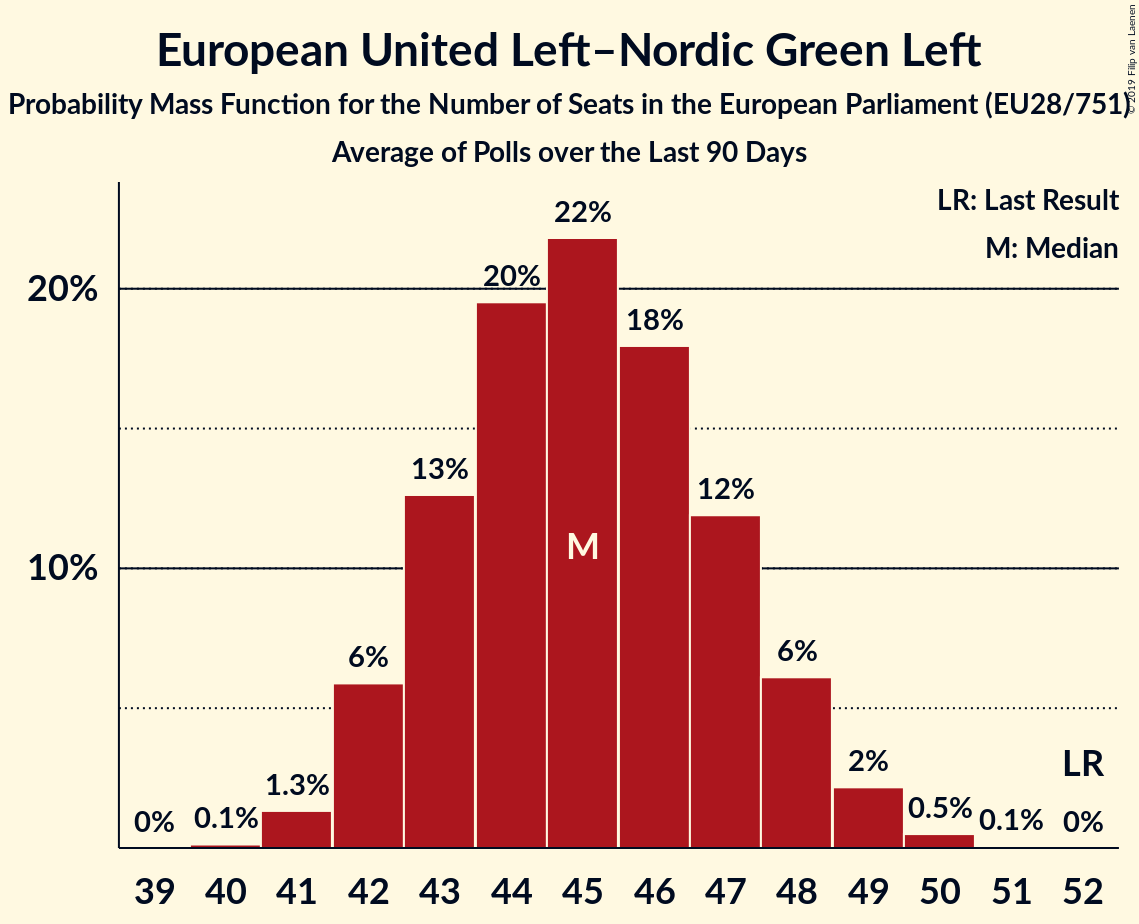 European United Left–Nordic Green Left
Probability Mass Function for the Number of Seats in the European Parliament (EU28/751)
Average of Polls over the Last 90 Days
© 2019 Filip van Laenen
LR: Last Result
M: Median
22%
20%
20%
18%
13%
12%
M
10%
6%
6%
LR
2%
1.3%
0%
0.1%
0.5%
0.1%
0%
39 40 41 42 43 44 45 46 47 48 49 50 51 52